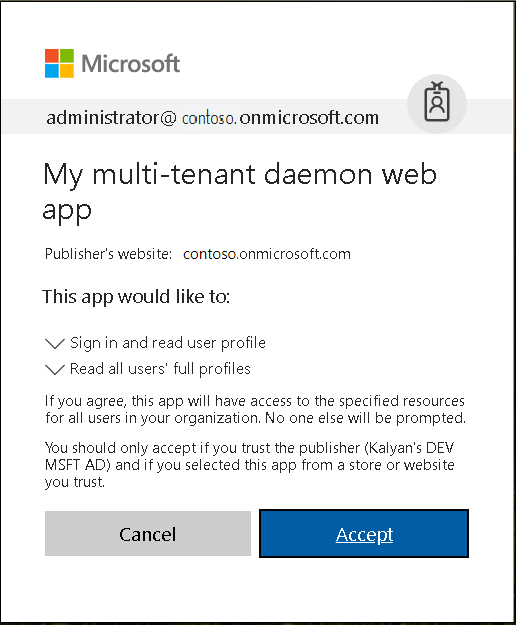 Microsoft
administrator@ contoso.onmicrosoft.com
My multi-tenant daemon web
app
Publisher's website: contoso.onmicrosoft.com
This app would like to:
Sign in and read user profile
Read all users' full profiles
If you agree, this app will have access to the specified resources
for all users in your organization. No one else will be prompted.
You should only accept if you trust the publisher (Kalyan's DEV
MSFT AD) and if you selected this app from a store or website
you trust.
Cancel
Accept